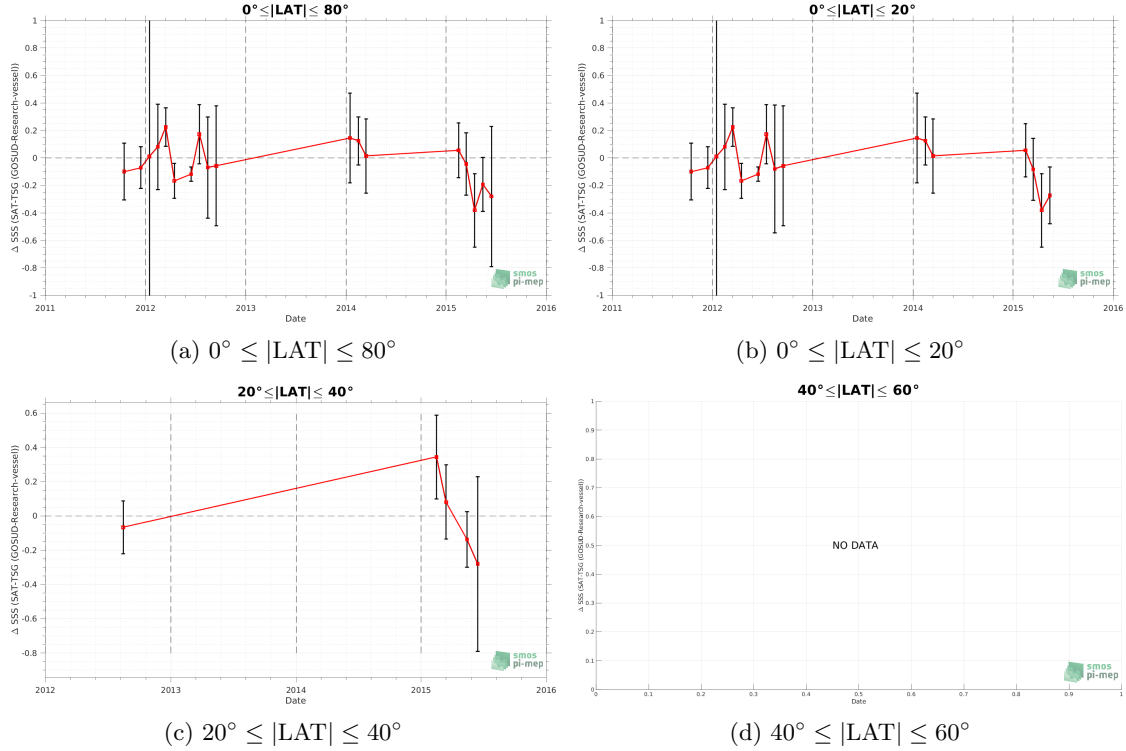 0°≤|LAT|≤ 80°
Δ SSS (SAT-TSG (GOSUD-Research-vessel))
1
0.8
0.6
0.4
0.2
0
-0.2
-0.4
-0.6
-0.8
-1
2011
2012
2013
2014
2015
2016
Date
smos
pi-mep
(a) 0° ≤ |LAT| ≤ 80°
0°≤|LAT|≤ 20°
Δ SSS (SAT-TSG (GOSUD-Research-vessel))
1
0.8
0.6
0.4
0.2
0
-0.2
-0.4
-0.6
-0.8
-1
2011
2012
2013
2014
2015
2016
Date
smos
pi-mep
(b) 0° ≤ |LAT| ≤ 20°
20°≤|LAT|≤ 40°
Δ SSS (SAT-TSG (GOSUD-Research-vessel))
0.6
0.4
0.2
0
-0.2
-0.4
-0.6
-0.8
2012
2013
2014
2015
2016
Date
smos
pi-mep
(c) 20° ≤ |LAT| ≤ 40°
40°≤|LAT|≤ 60°
Δ SSS (SAT-TSG (GOSUD-Research-vessel))
1
0.9
0.8
0.7
0.6
0.5
0.4
0.3
0.2
0.1
0
NO DATA
0
0.1
0.2
0.3
0.4
0.5
0.6
0.7
0.8
0.9
1
Date
smos
pi-mep
(d) 40° ≤ |LAT| ≤ 60°